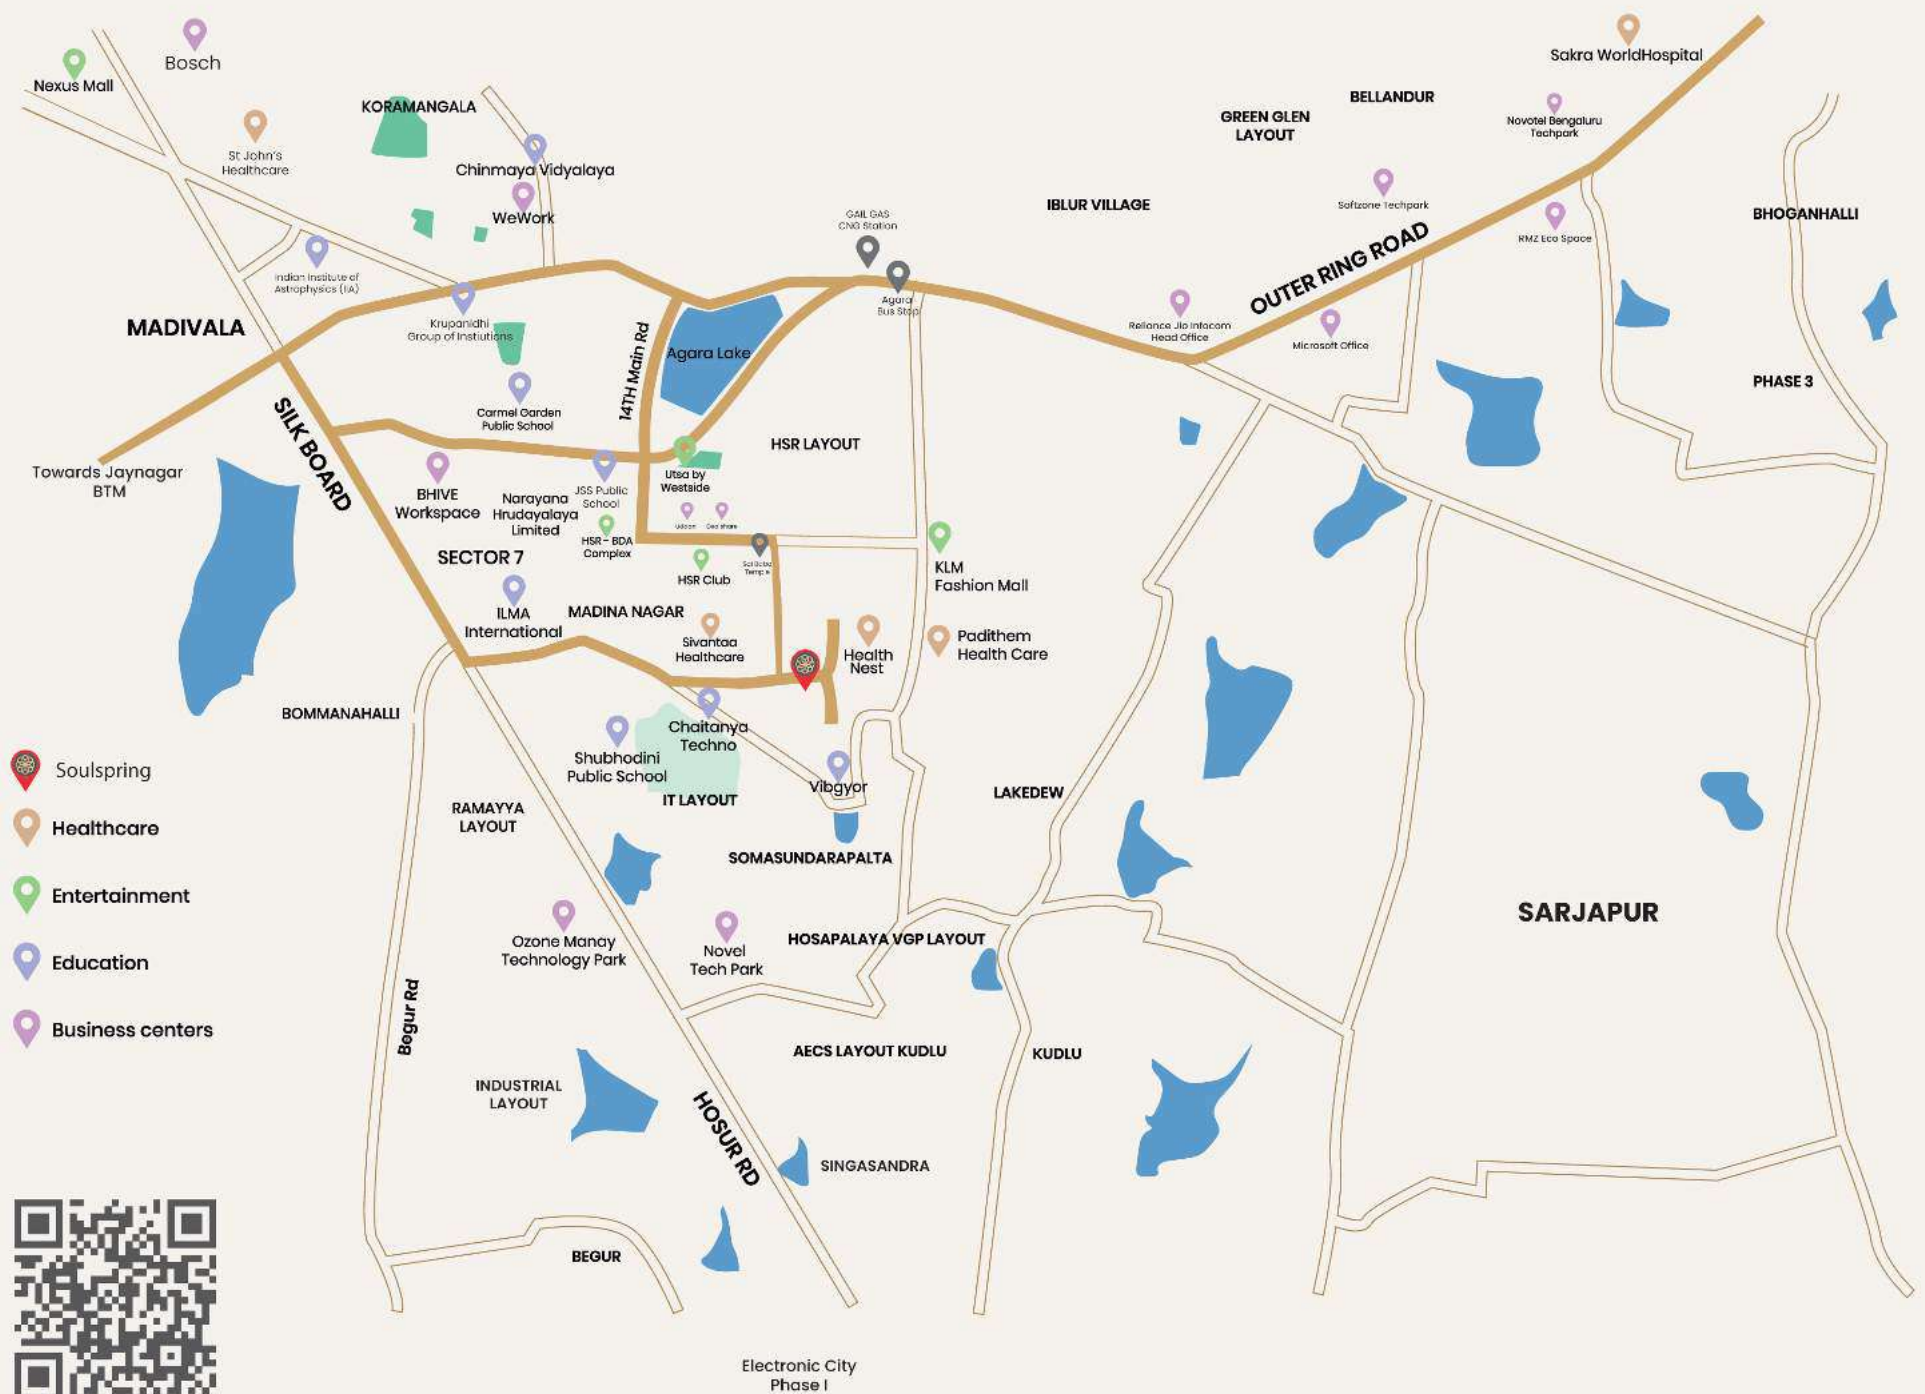 Bosch
Nexus Mall
Sakra WorldHospital
KORAMANGALA
BELLANDUR
GREEN GLEN
LAYOUT
Novotel Bengaluru
Techpark
St John's
Healthcare
Chinmaya Vidyalaya
WeWork
GAIL GAS
CNG Station
IBLUR VILLAGE
Softzone Techpark
BHOGANHALLI
RMZ Eco Space
OUTER RING ROAD
Indian Institute of
Astrophysics (IIA)
Agara
Bus Stop
MADIVALA
Krupanidhi
Group of Instiutions
Reliance Jio Infocom
Head Office
Microsoft Office
14TH Main Rd
Agara Lake
PHASE 3
Carmel Garden
Public School
SILK BOARD
HSR LAYOUT
Towards Jaynagar
BTM
BHIVE
Workspace
Narayana
Hrudayalaya
Limited
JSS Public
School
Utsa by
Westside
HSR - BDA
Complex
SECTOR 7
HSR Club
Sai Baba
Temple
KLM
Fashion Mall
ILMA
International
MADINA NAGAR
Sivantaa
Healthcare
Health
Nest
Padithem
Health Care
BOMMANAHALLI
Chaitanya
Techno
Shubhodini
Public School
IT LAYOUT
Vibgyor
LAKEDEW
RAMAYYA
LAYOUT
SOMASUNDARAPALTA
Soulspring
Healthcare
Entertainment
Education
Business centers
SARJAPUR
Ozone Manay
Technology Park
Novel
Tech Park
HOSAPALAYA VGP LAYOUT
Begur Rd
AECS LAYOUT KUDLU
KUDLU
INDUSTRIAL
LAYOUT
HOSUR RD
SINGASANDRA
BEGUR
Electronic City
Phase I